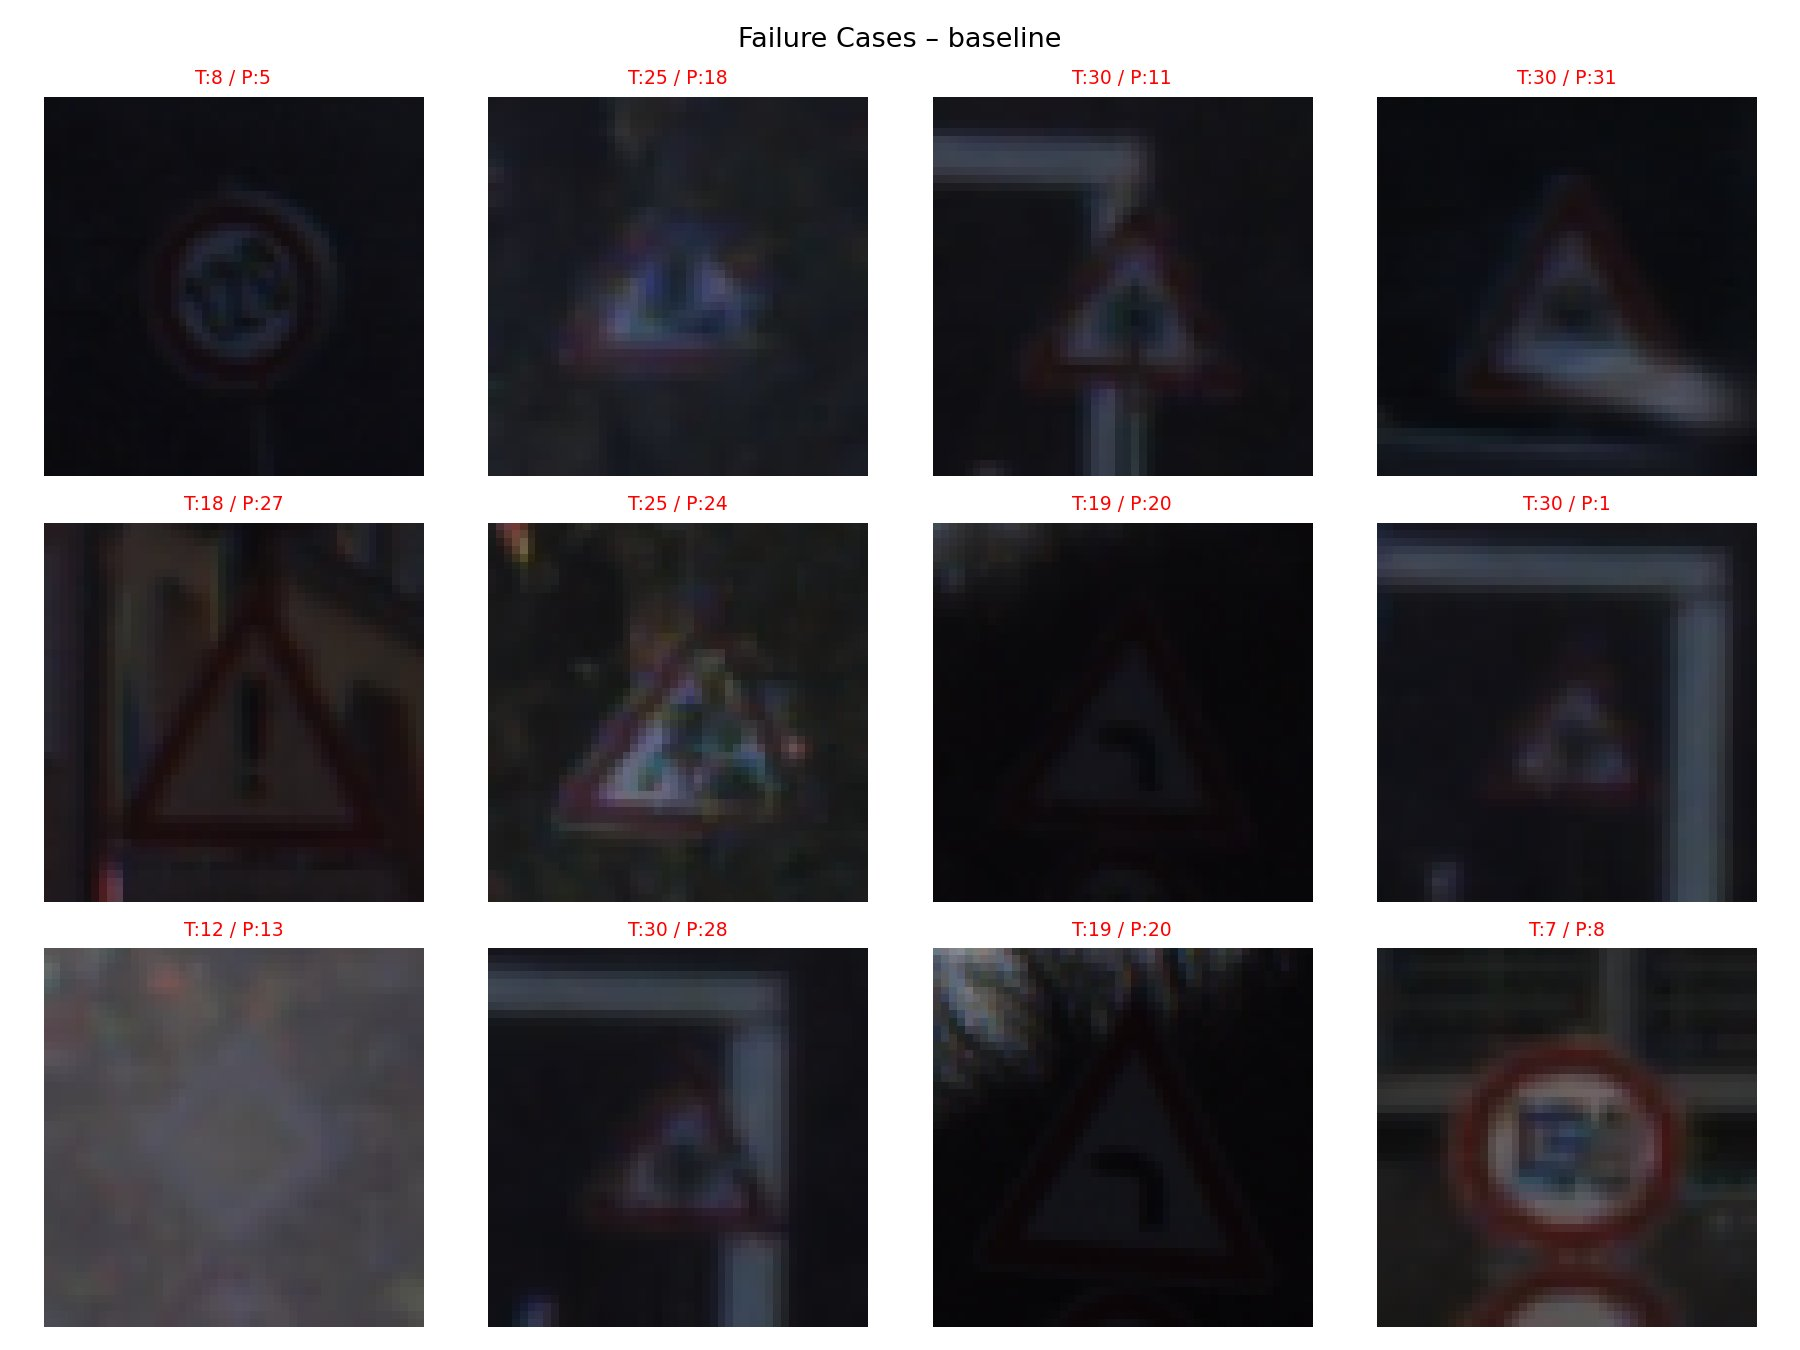 Failure Cases – baseline
T:8 / P:5
T:25 / P:18
T:30 / P:11
T:30 / P:31
T:18 / P:27
T:25 / P:24
T:19 / P:20
T:30 / P:1
T:12 / P:13
T:30 / P:28
T:19 / P:20
T:7 / P:8